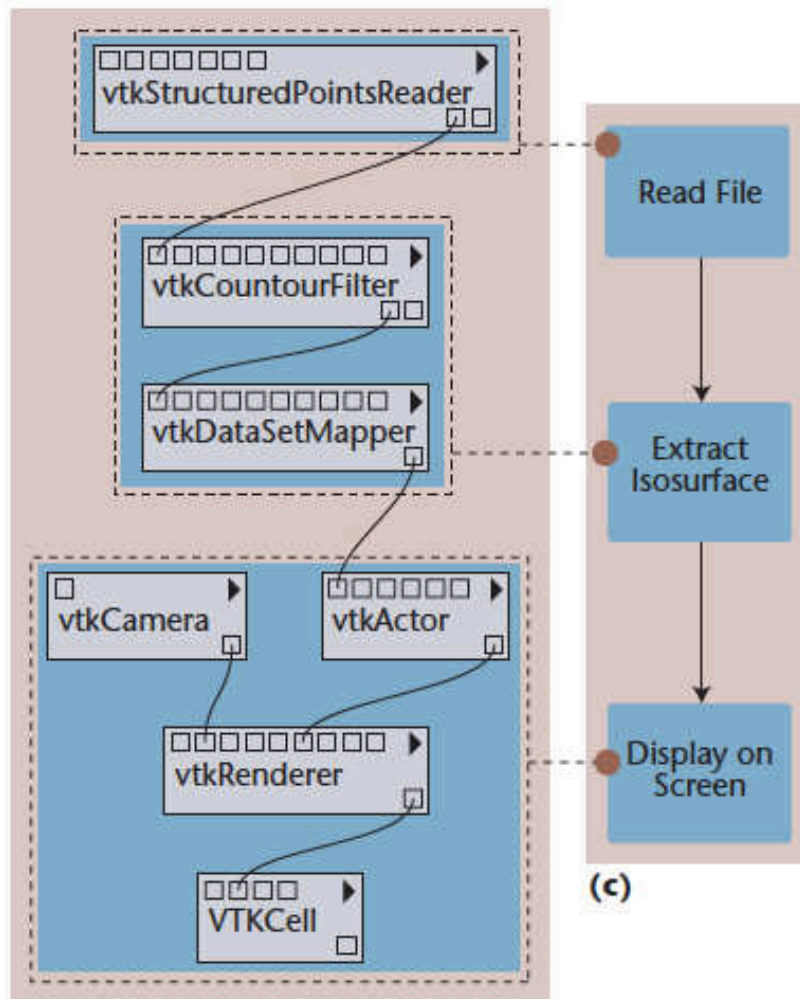 vtkStructuredPointsReader
vtkCountourFilter
vtkDataSetMapper
vtkCamera
vtkActor
vtkRenderer
VTKCell
Read File
Extract
Isosurface
Display on
Screen
(c)